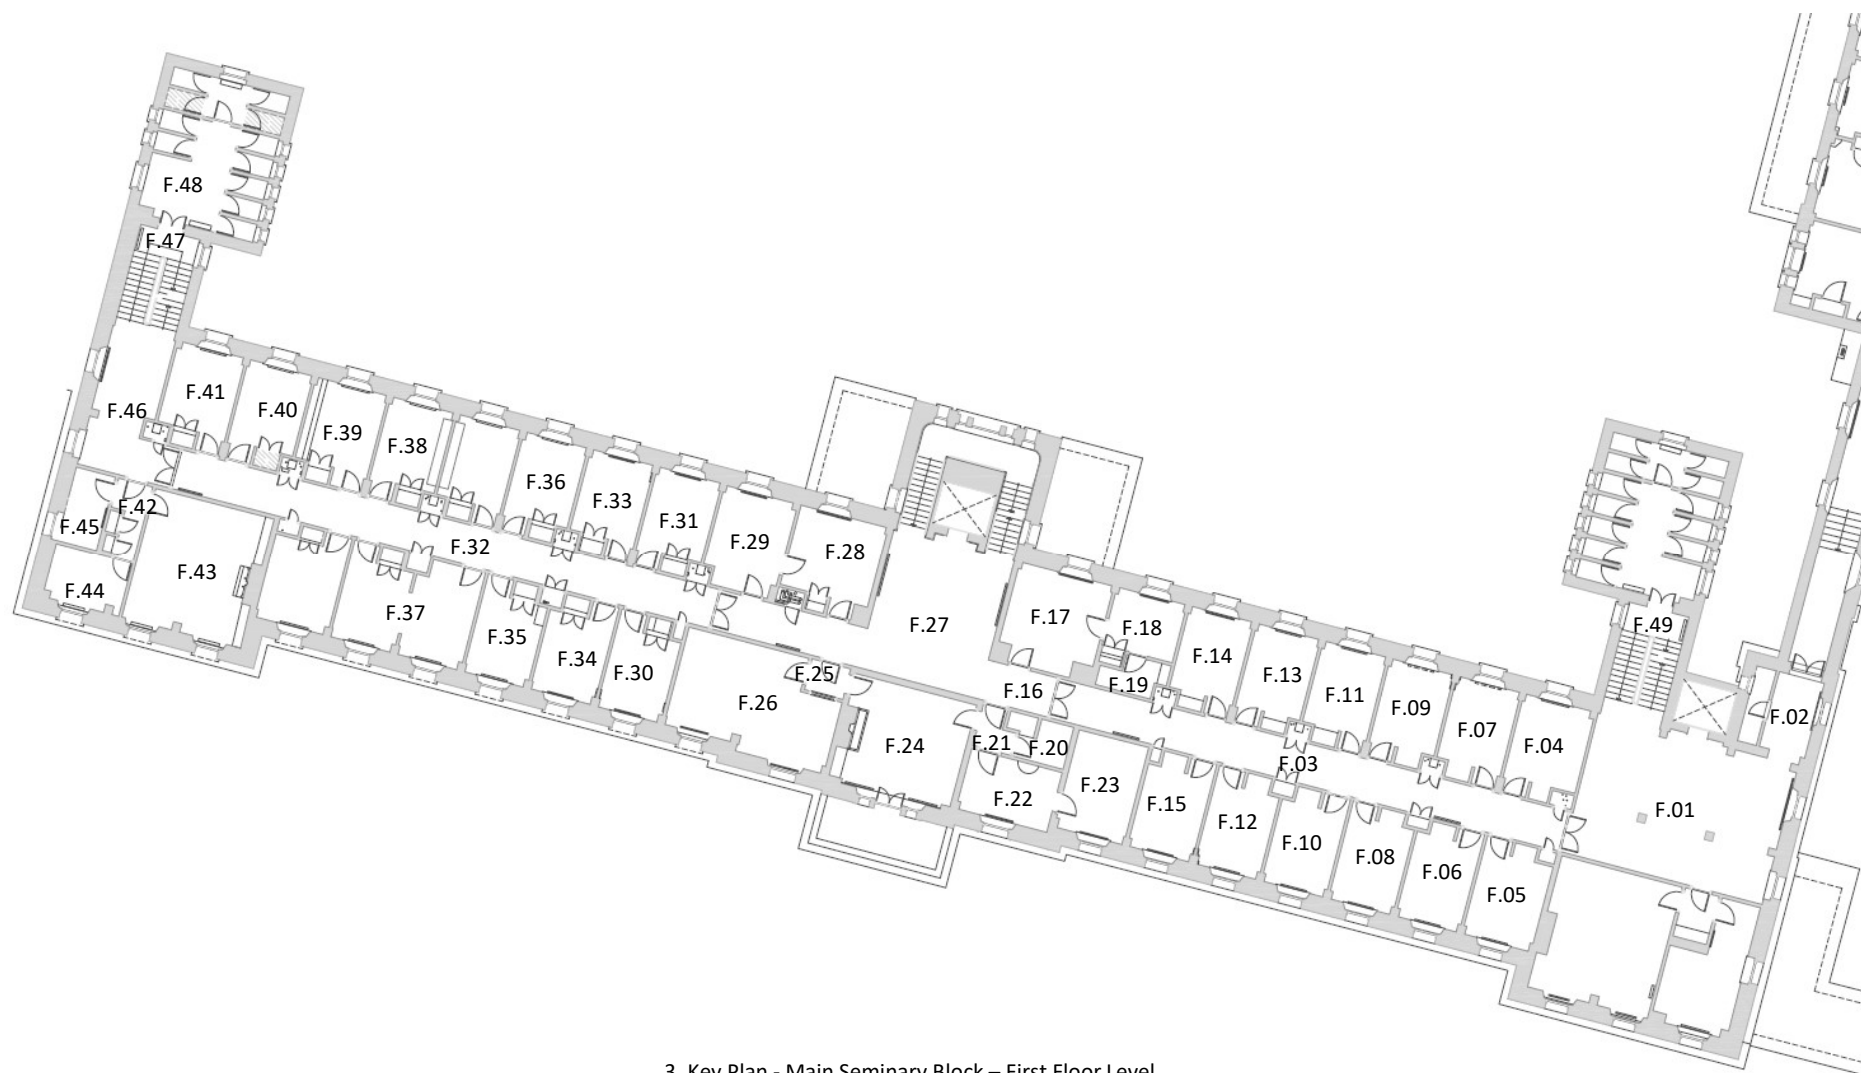 F.48
F.47
F.41
F.40
F.46
F.39
F.38
F.36
F.33
F.31
F.29
F.28
F.42
F.45
F.32
F.43
F.44
F.37
F.35
F.34
F.30
F.27
F.17
F.18
F.49
F.14
F.13
F.11
F.09
F.07
F.04
F.02
F.25
F.26
F.16
F.19
F.24
F.21
F.20
F.03
F.22
F.23
F.15
F.12
F.10
F.08
F.06
F.05
F.01
3. Key Plan - Main Seminary Block – First Floor Level